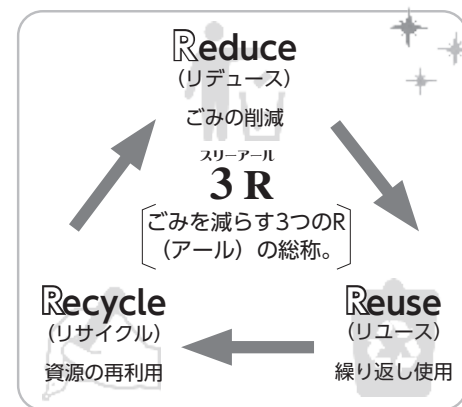 Reduce
（リデュース）
ごみの削減
スリーアール
3 R
ごみを減らす3つのR
（アール）の総称。
Recycle
（リサイクル）
資源の再利用
Reuse
（リユース）
繰り返し使用